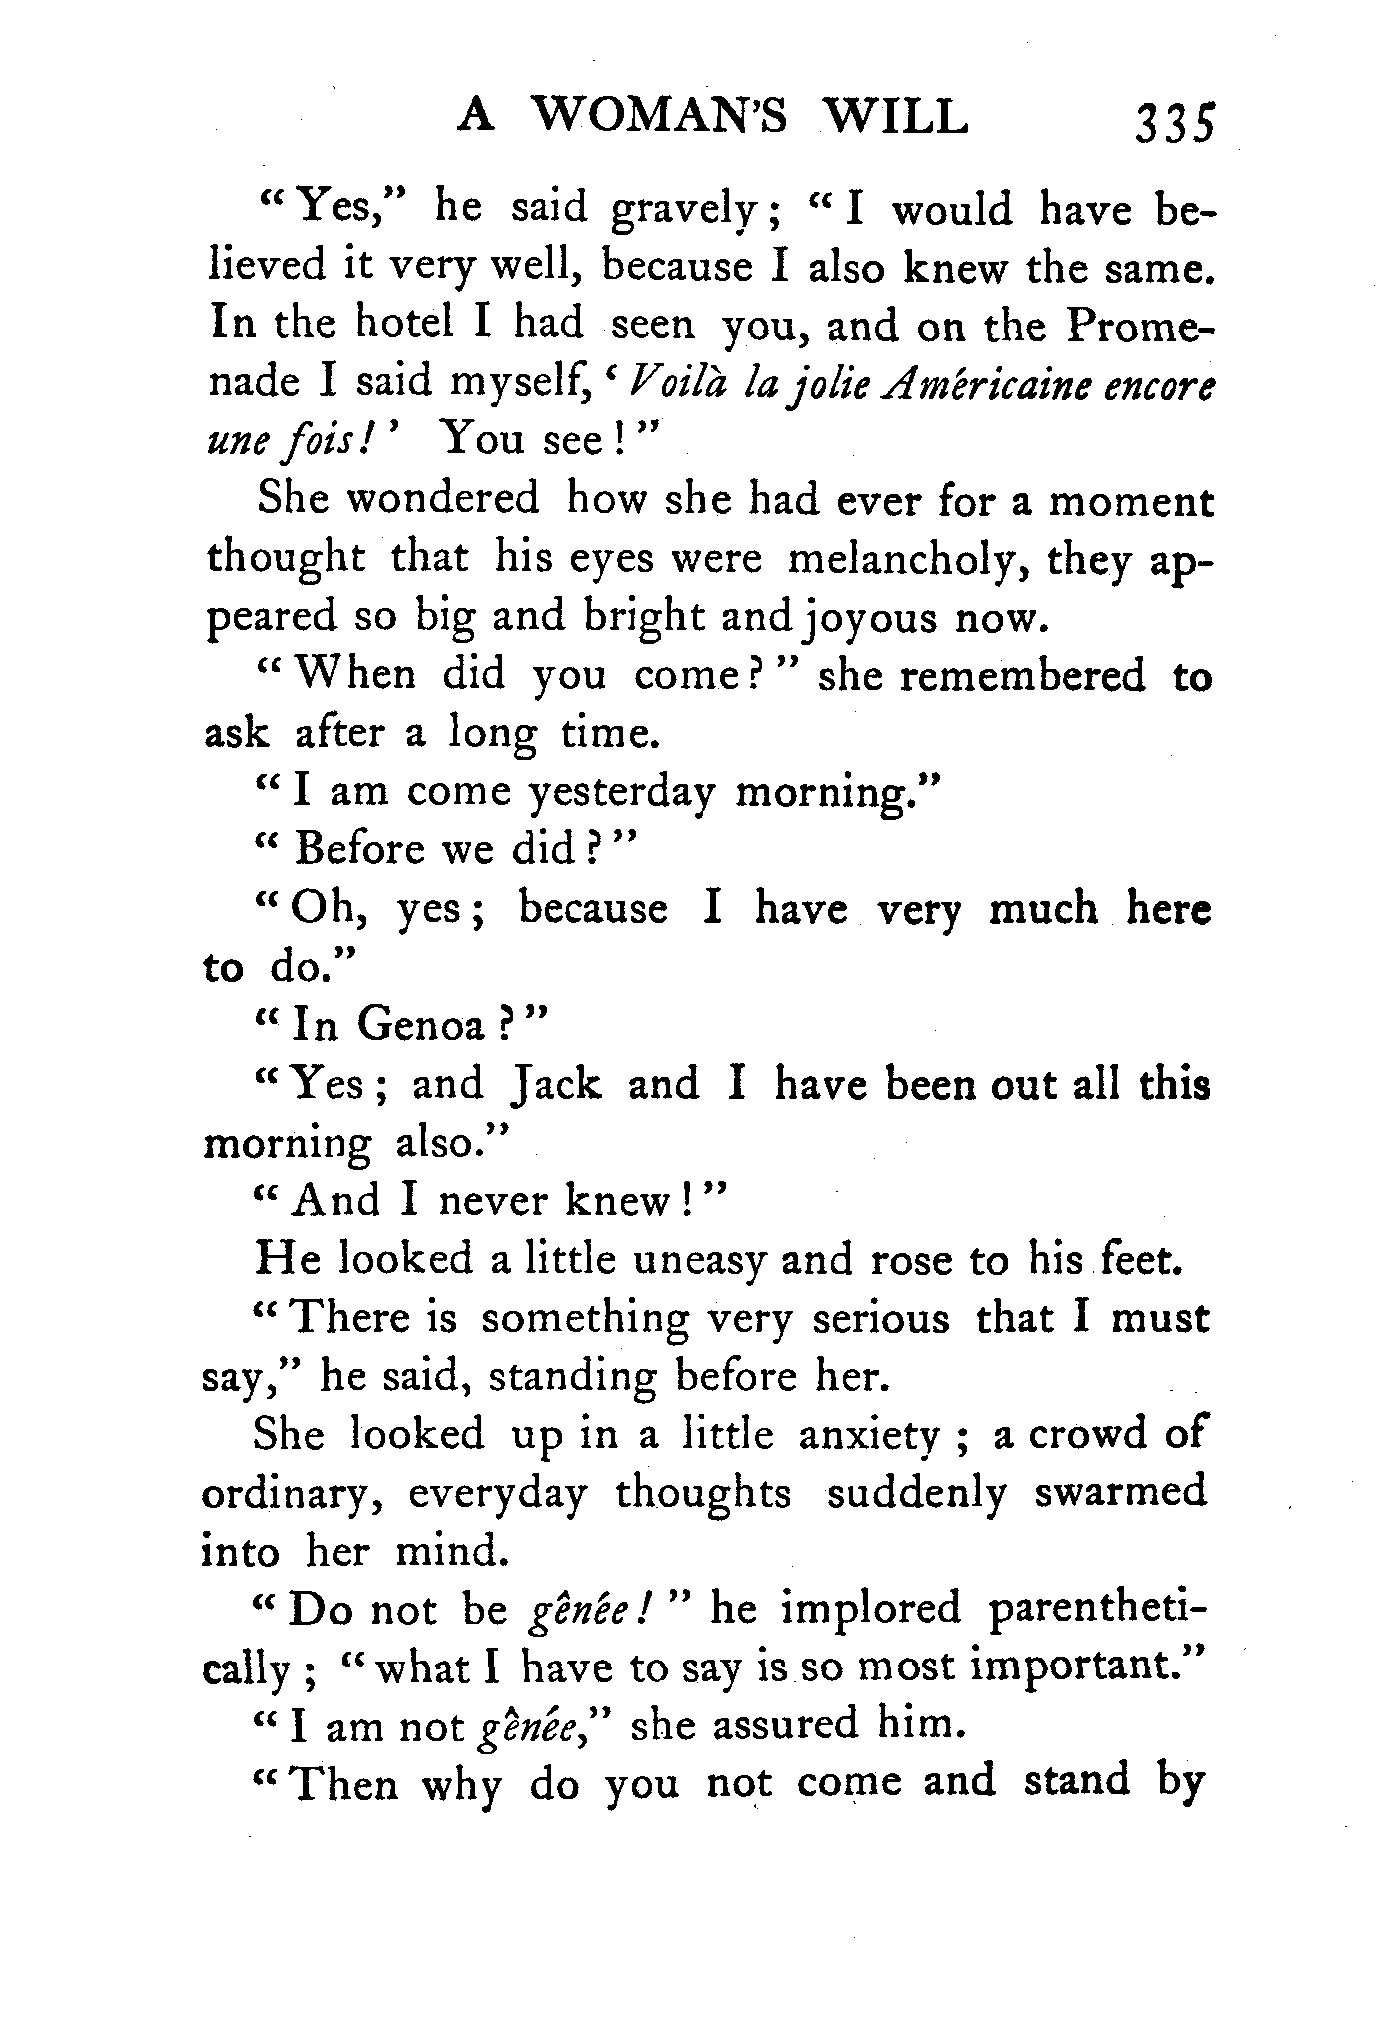 A WOMAN'S WILL 335
"Yes," he said gravely; "I would have be-
lieved it very well, because I also knew the same.
In the hotel I had seen you, and on the Prome-
nade I said myself, 'Voilà la jolie Américaine encore
une fois!' You see!"
She wondered how she had ever for a moment
thought that his eyes were melancholy, they ap-
peared so big and bright and joyous now.
"When did you come?" she remembered to
ask after a long time.
"I am come yesterday morning."
"Before we did?"
"Oh, yes; because I have very much here
to do."
"In Genoa?"
"Yes; and Jack and I have been out all this
morning also."
"And I never knew!"
He looked a little uneasy and rose to his feet.
"There is something very serious that I must
say," he said, standing before her.
She looked up in a little anxiety; a crowd of
ordinary, everyday thoughts suddenly swarmed
into her mind.
"Do not be gênée!" he implored parentheti-
cally; "what I have to say is so most important."
"I am not gênée," she assured him.
"Then why do you not come and stand by